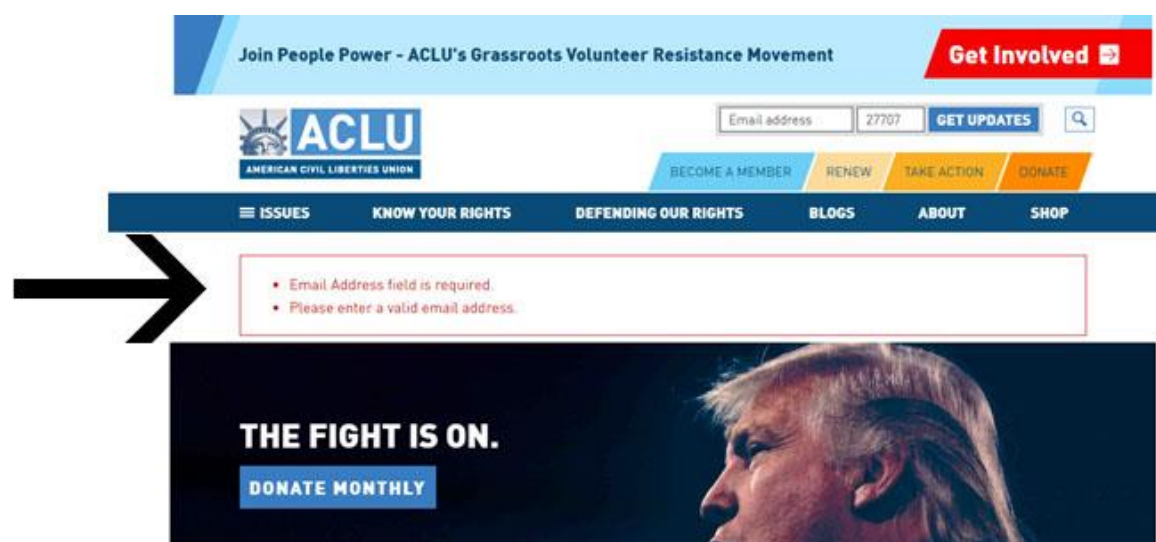 Join People Power - ACLU's Grassroots Volunteer Resistance Movement
Get Involved
ACLU
AMERICAN CIVIL LIBERTIES UNION
Email address
27707
GET UPDATES
BECOME A MEMBER
RENEW
TAKE ACTION
DONATE
ISSUES
KNOW YOUR RIGHTS
DEFENDING OUR RIGHTS
BLOGS
ABOUT
SHOP
• Email Address field is required.
• Please enter a valid email address.
THE FIGHT IS ON.
DONATE MONTHLY